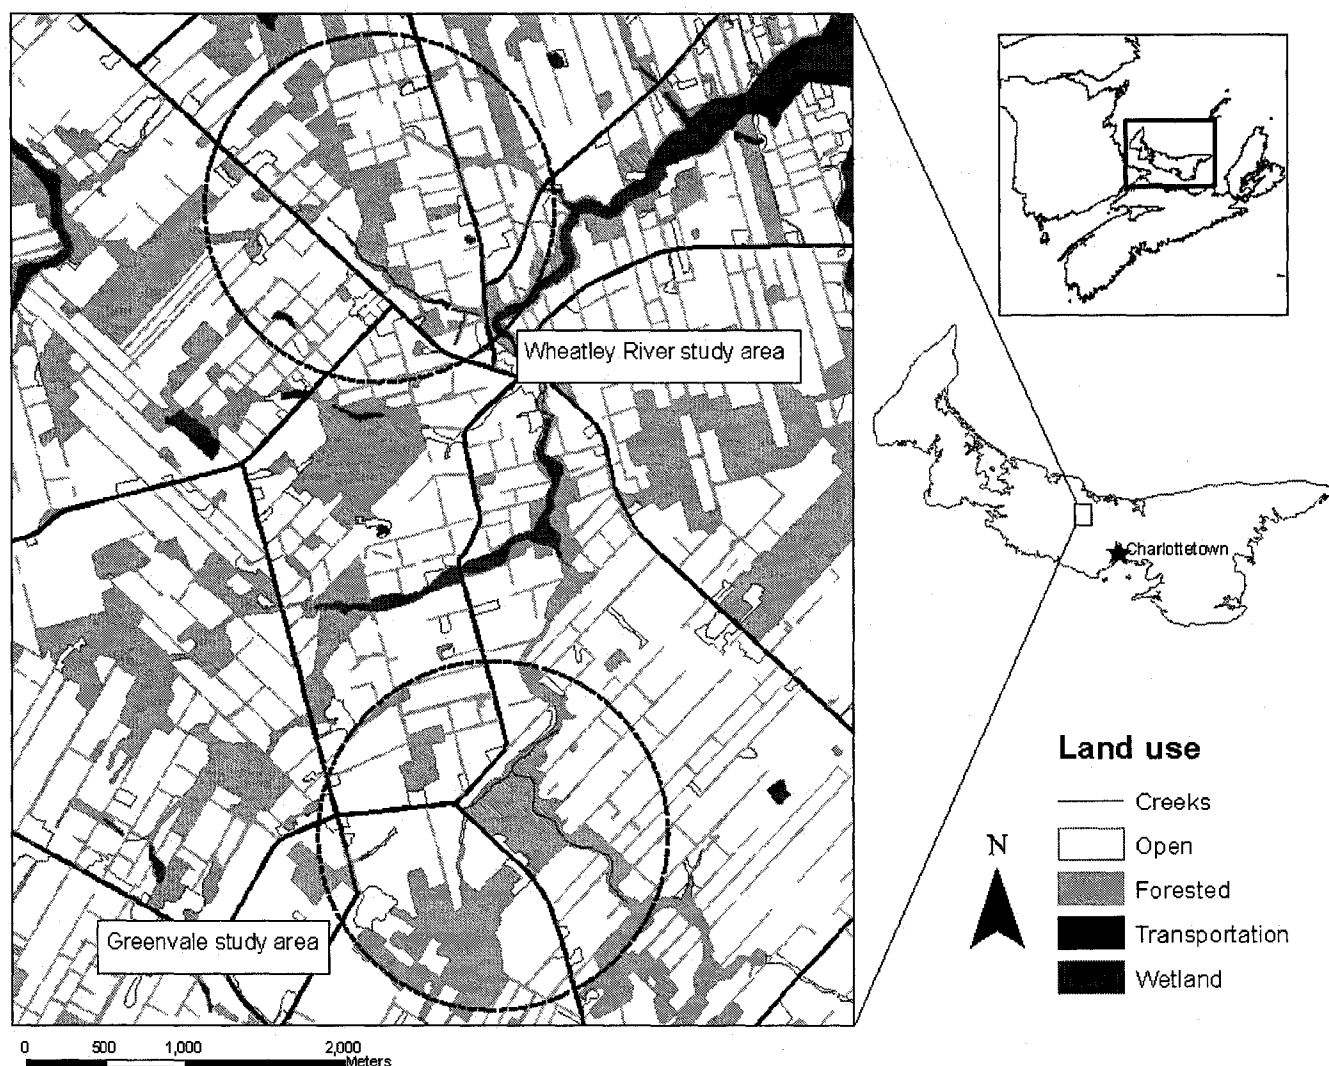 Wheatley River study area
Greenvale study area
Charlottetown
Land use
Creeks
Open
Forested
Transportation
Wetland
N
0 500 1,000 2,000
Meters